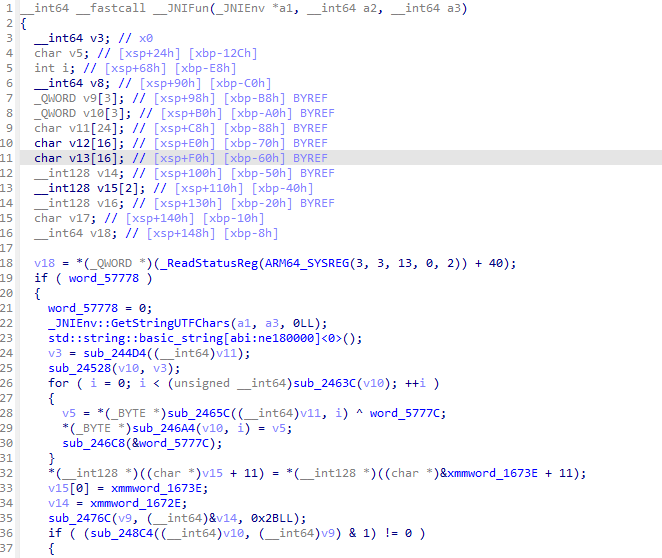 1 __int64 __fastcall __JNIFun(_JNIEnv *a1, __int64 a2, __int64 a3)
2 {
3 __int64 v3; // x0
4 char v5; // [xsp+24h] [xbp-12Ch]
5 int i; // [xsp+68h] [xbp-E8h]
6 __int64 v8; // [xsp+90h] [xbp-C0h]
7 _QWORD v9[3]; // [xsp+98h] [xbp-B8h] BYREF
8 _QWORD v10[3]; // [xsp+B0h] [xbp-A0h] BYREF
9 char v11[24]; // [xsp+C8h] [xbp-88h] BYREF
10 char v12[16]; // [xsp+E0h] [xbp-70h] BYREF
11 char v13[16]; // [xsp+F0h] [xbp-60h] BYREF
12 __int128 v14; // [xsp+100h] [xbp-50h] BYREF
13 __int128 v15[2]; // [xsp+110h] [xbp-40h]
14 __int128 v16; // [xsp+130h] [xbp-20h] BYREF
15 char v17; // [xsp+140h] [xbp-10h]
16 __int64 v18; // [xsp+148h] [xbp-8h]
17
18 v18 = *(_QWORD *)(_ReadStatusReg(ARM64_SYSREG(3, 3, 13, 0, 2)) + 40);
19 if ( word_57778 )
20 {
21 word_57778 = 0;
22 _JNIEnv::GetStringUTFChars(a1, a3, 0LL);
23 std::string::basic_string[abi:ne180000]<0>();
24 v3 = sub_244D4((__int64)v11);
25 sub_24528(v10, v3);
26 for ( i = 0; i < (unsigned __int64)sub_2463C(v10); ++i )
27 {
28 v5 = *(_BYTE *)sub_2465C((__int64)v11, i) ^ word_5777C;
29 *(_BYTE *)sub_246A4(v10, i) = v5;
30 sub_246C8(&word_5777C);
31 }
32 *(__int128 *)((char *)v15 + 11) = *(__int128 *)((char *)&xmmword_1673E + 11);
33 v15[0] = xmmword_1673E;
34 v14 = xmmword_1672E;
35 sub_2476C(v9, (__int64)&v14, 0x2BLL);
36 if ( (sub_248C4((__int64)v10, (__int64)v9) & 1) != 0 )
37 {